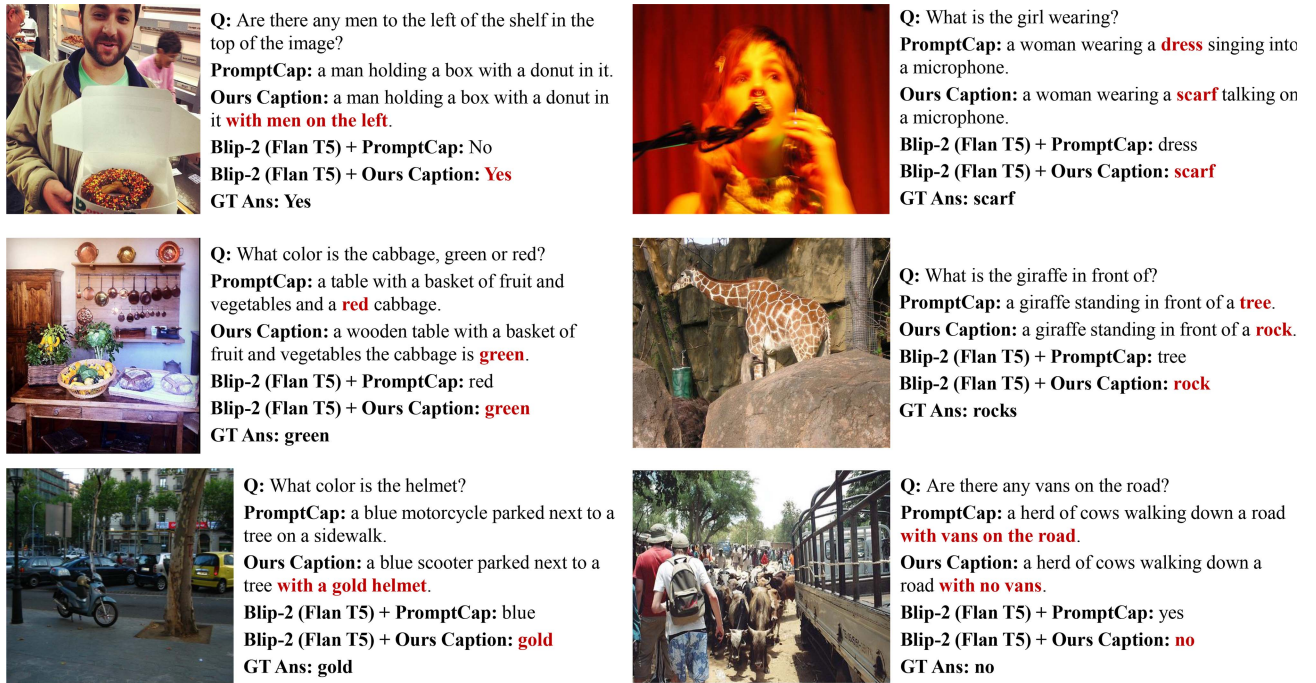 Q: Are there any men to the left of the shelf in the
top of the image?
PromptCap: a man holding a box with a donut in it.
Ours Caption: a man holding a box with a donut in
it with men on the left.
Blip-2 (Flan T5) + PromptCap: No
Blip-2 (Flan T5) + Ours Caption: Yes
GT Ans: Yes
Q: What is the girl wearing?
PromptCap: a woman wearing a dress singing into
a microphone.
Ours Caption: a woman wearing a scarf talking on
a microphone.
Blip-2 (Flan T5) + PromptCap: dress
Blip-2 (Flan T5) + Ours Caption: scarf
GT Ans: scarf
Q: What color is the cabbage, green or red?
PromptCap: a table with a basket of fruit and
vegetables and a red cabbage.
Ours Caption: a wooden table with a basket of
fruit and vegetables the cabbage is green.
Blip-2 (Flan T5) + PromptCap: red
Blip-2 (Flan T5) + Ours Caption: green
GT Ans: green
Q: What is the giraffe in front of?
PromptCap: a giraffe standing in front of a tree.
Ours Caption: a giraffe standing in front of a rock.
Blip-2 (Flan T5) + PromptCap: tree
Blip-2 (Flan T5) + Ours Caption: rock
GT Ans: rocks
Q: What color is the helmet?
PromptCap: a blue motorcycle parked next to a
tree on a sidewalk.
Ours Caption: a blue scooter parked next to a
tree with a gold helmet.
Blip-2 (Flan T5) + PromptCap: blue
Blip-2 (Flan T5) + Ours Caption: gold
GT Ans: gold
Q: Are there any vans on the road?
PromptCap: a herd of cows walking down a road
with vans on the road.
Ours Caption: a herd of cows walking down a
road with no vans.
Blip-2 (Flan T5) + PromptCap: yes
Blip-2 (Flan T5) + Ours Caption: no
GT Ans: no